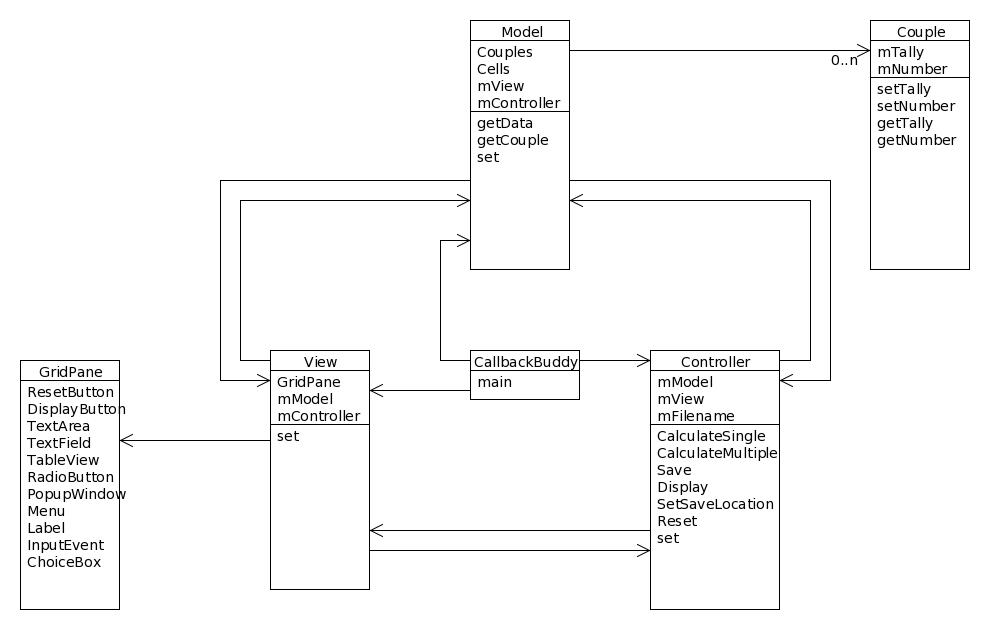 Model
Couples
Cells
mView
mController
getData
getCouple
set
Couple
mTally
mNumber
setTally
setNumber
getTally
getNumber
0..n
GridPane
ResetButton
DisplayButton
TextArea
TextField
TableView
RadioButton
PopupWindow
Menu
Label
InputEvent
ChoiceBox
View
GridPane
mModel
mController
set
CallbackBuddy
main
Controller
mModel
mView
mFilename
CalculateSingle
CalculateMultiple
Save
Display
SetSaveLocation
Reset
set